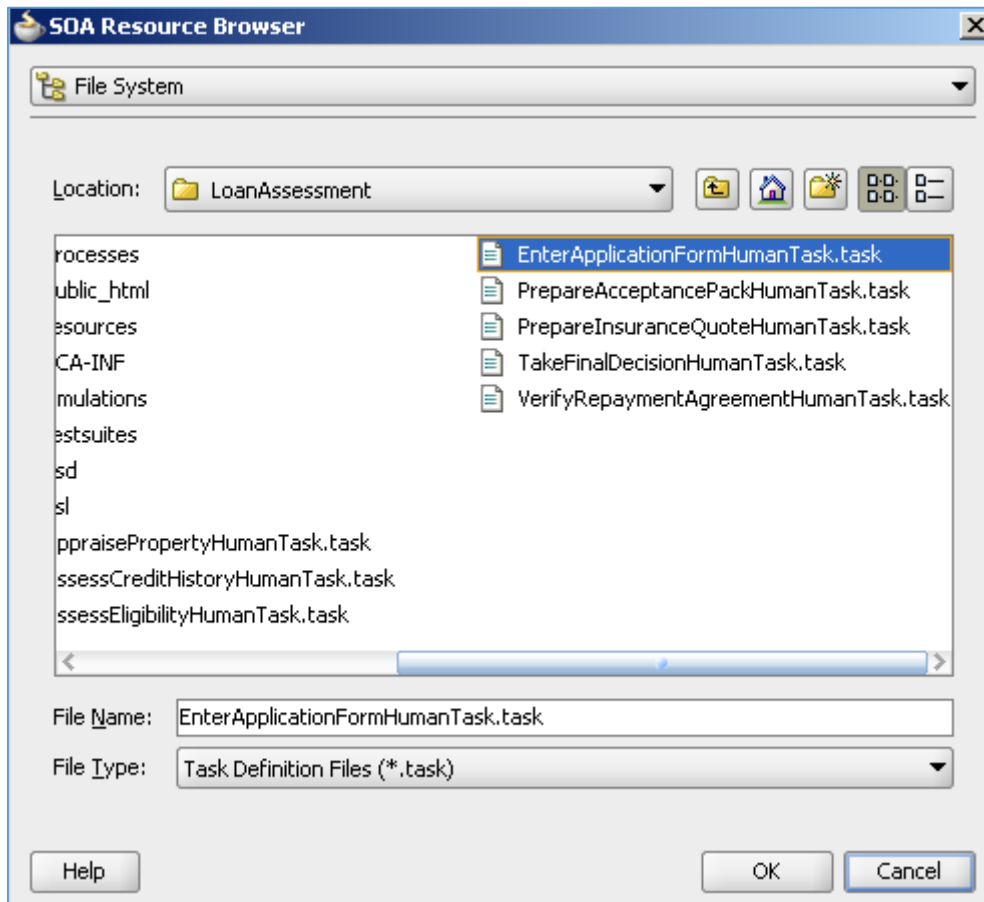 SOA Resource Browser
File System
Location: LoanAssessment
rocesses
ublic_html
esources
CA-INF
mulations
estsuites
sd
sl
ppraisePropertyHumanTask.task
ssessCreditHistoryHumanTask.task
ssessEligibilityHumanTask.task
EnterApplicationFormHumanTask.task
PrepareAcceptancePackHumanTask.task
PrepareInsuranceQuoteHumanTask.task
TakeFinalDecisionHumanTask.task
VerifyRepaymentAgreementHumanTask.task
File Name: EnterApplicationFormHumanTask.task
File Type: Task Definition Files (*.task)
Help OK Cancel